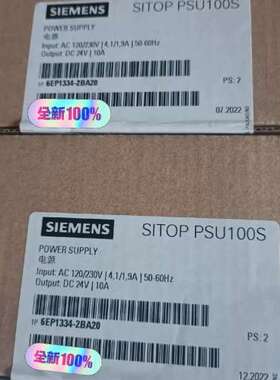 SIEMENS SITOP PSU100S
POWER SUPPLY
电源
Input: AC 120/230V | 4,1/1,9A | 50-60Hz
Output: DC 24V | 10A
PS: 2
1P 6EP1334-2BA20
07.2022
全新100%
SIEMENS SITOP PSU100S
POWER SUPPLY
电源
Input: AC 120/230V | 4,1/1,9A | 50-60Hz
Output: DC 24V | 10A
PS: 2
1P 6EP1334-2BA20
12.2022
全新100%